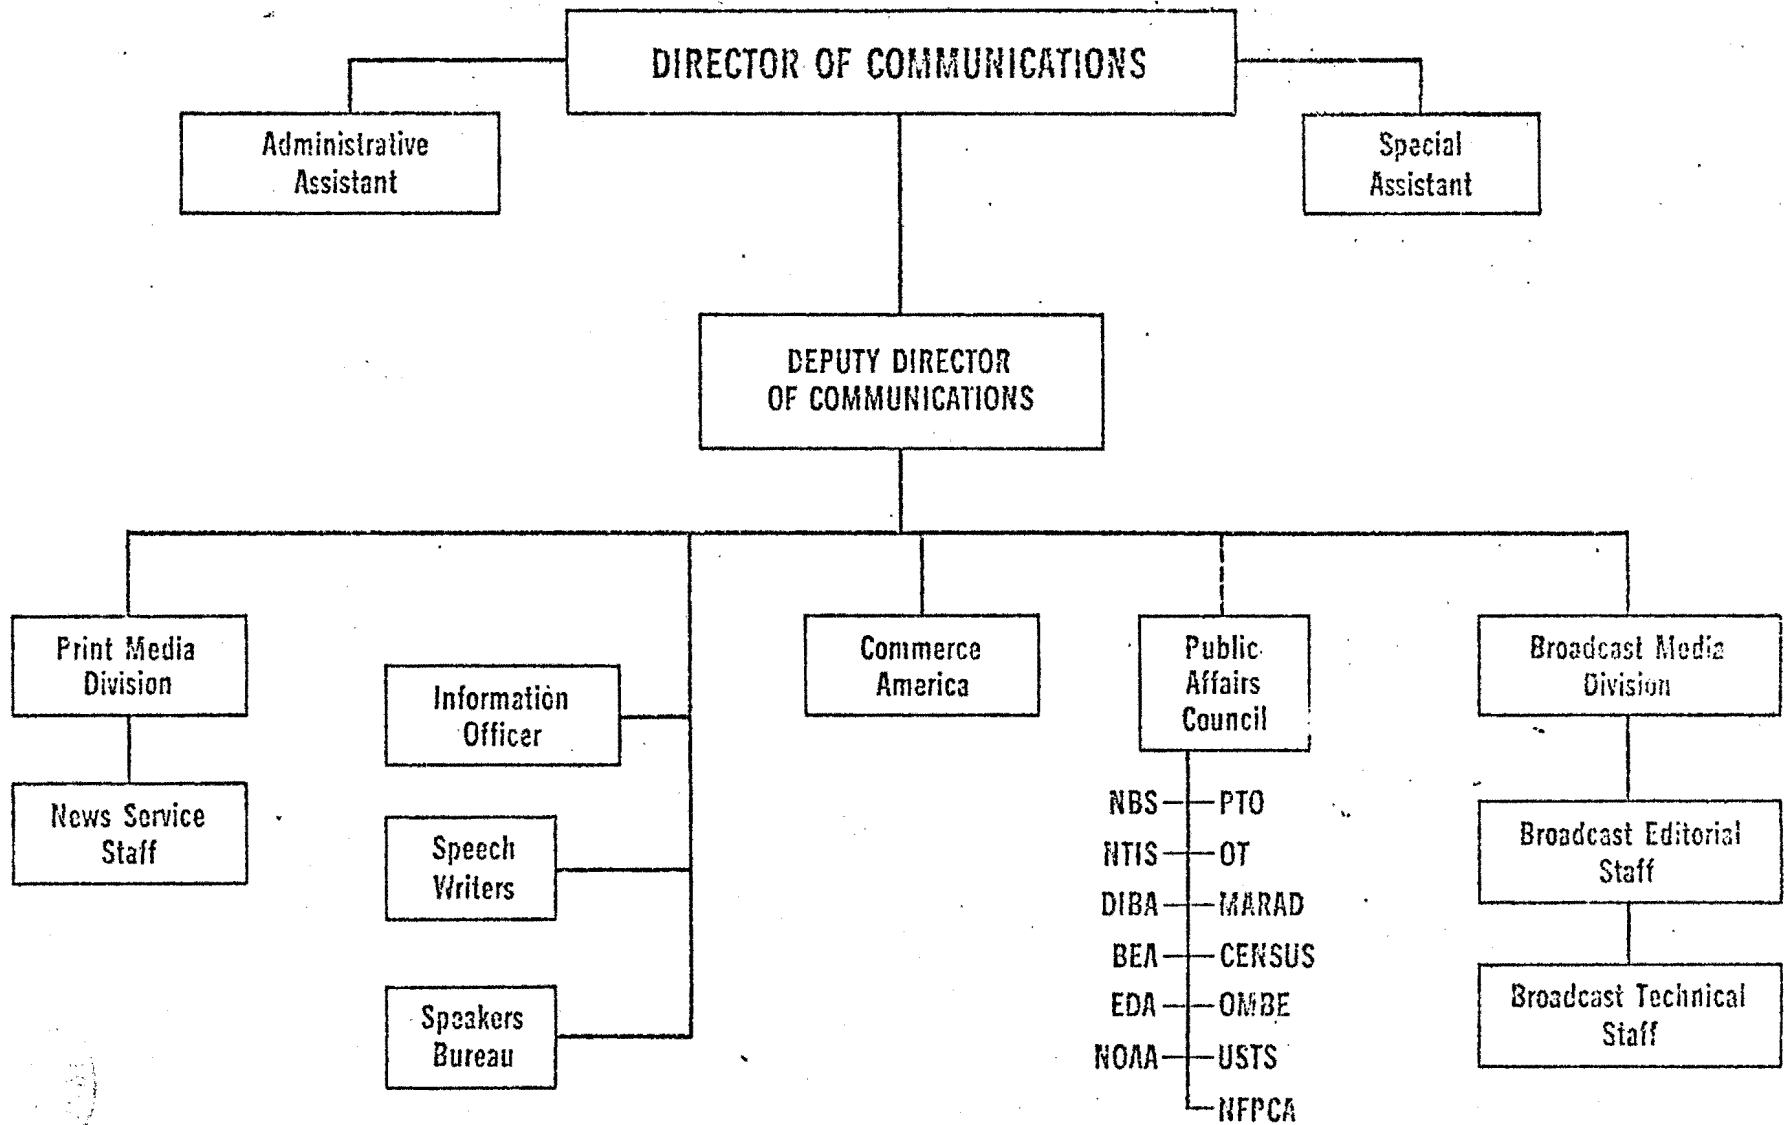 DIRECTOR OF COMMUNICATIONS
Administrative
Assistant
Special
Assistant
DEPUTY DIRECTOR
OF COMMUNICATIONS
Print Media
Division
News Service
Staff
Information
Officer
Speech
Writers
Speakers
Bureau
Commerce
America
Public
Affairs
Council
NBS PTO
NTIS OT
DIBA MARAD
BEA CENSUS
EDA OMBE
NOAA USTS
NFPCA
Broadcast Media
Division
Broadcast Editorial
Staff
Broadcast Technical
Staff